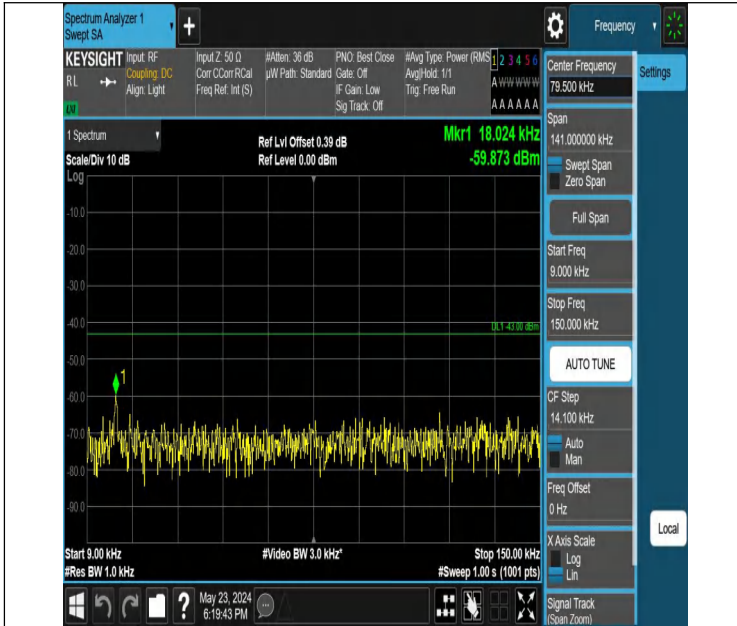 Spectrum Analyzer 1
Swept SA
+
Frequency
KEYSIGHT
RL
Input: RF
Coupling: DC
Align: Light
Input Z: 50 Ω
Corr CCorr RCal
Freq Ref: Int (S)
#Atten: 36 dB
µW Path: Standard
PNO: Best Close
Gate: Off
IF Gain: Low
Sig Track: Off
#Avg Type: Power (RMS
Avg|Hold: 1/1
Trig: Free Run
1 2 3 4 5 6
A W W W W W
A A A A A A
1 Spectrum
Scale/Div 10 dB
Log
Ref Lvl Offset 0.39 dB
Ref Level 0.00 dBm
Mkr1 18.024 kHz
-59.873 dBm
-10.0
-20.0
-30.0
-40.0
DL1 -43.00 dBm
-50.0
1
-60.0
-70.0
-80.0
-90.0
Start 9.00 kHz
#Video BW 3.0 kHz*
Stop 150.00 kHz
#Res BW 1.0 kHz
#Sweep 1.00 s (1001 pts)
?
May 23, 2024
6:19:43 PM
Center Frequency
79.500 kHz
Settings
Span
141.000000 kHz
Swept Span
Zero Span
Full Span
Start Freq
9.000 kHz
Stop Freq
150.000 kHz
AUTO TUNE
CF Step
14.100 kHz
Auto
Man
Freq Offset
0 Hz
X Axis Scale
Log
Lin
Local
Signal Track
(Span Zoom)